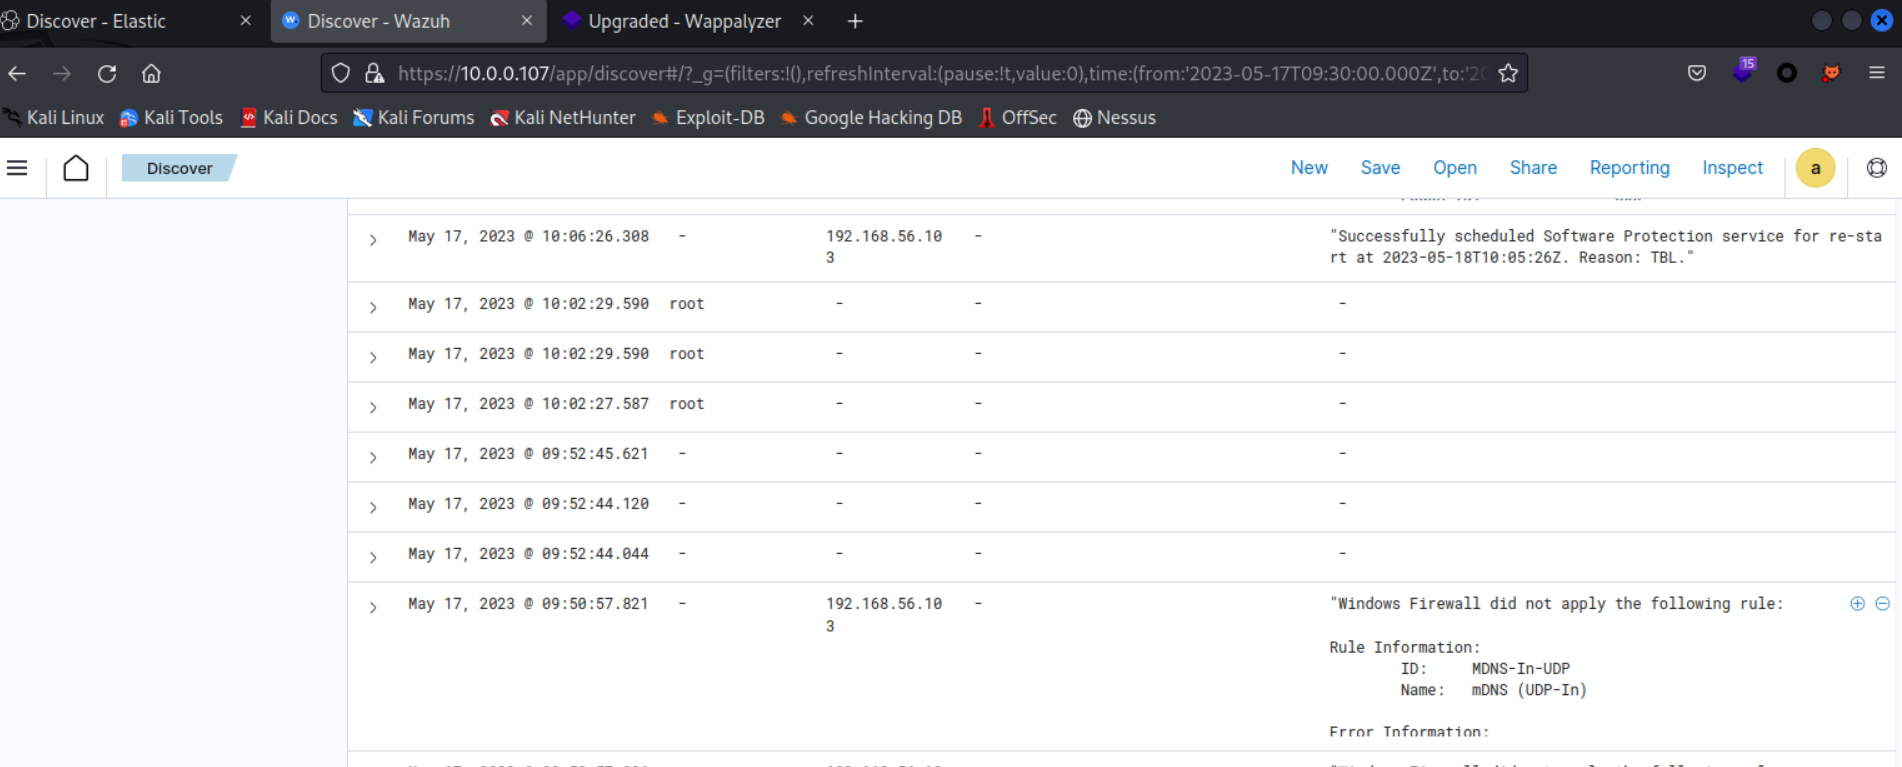 Discover - Elastic × Discover - Wazuh × Upgraded - Wappalyzer × +
https://10.0.0.107/app/discover#/?_g=(filters:!(),refreshInterval:(pause:!t,value:0),time:(from:'2023-05-17T09:30:00.000Z',to:'20 15
Kali Linux Kali Tools Kali Docs Kali Forums Kali NetHunter Exploit-DB Google Hacking DB OffSec Nessus
Discover New Save Open Share Reporting Inspect a
May 17, 2023 @ 10:06:26.308 - 192.168.56.10 - "Successfully scheduled Software Protection service for re-sta
3 rt at 2023-05-18T10:05:26Z. Reason: TBL."
May 17, 2023 @ 10:02:29.590 root - - -
May 17, 2023 @ 10:02:29.590 root - - -
May 17, 2023 @ 10:02:27.587 root - - -
May 17, 2023 @ 09:52:45.621 - - - -
May 17, 2023 @ 09:52:44.120 - - - -
May 17, 2023 @ 09:52:44.044 - - - -
May 17, 2023 @ 09:50:57.821 - 192.168.56.10 - "Windows Firewall did not apply the following rule:
3
Rule Information:
ID: MDNS-In-UDP
Name: mDNS (UDP-In)
Error Information: